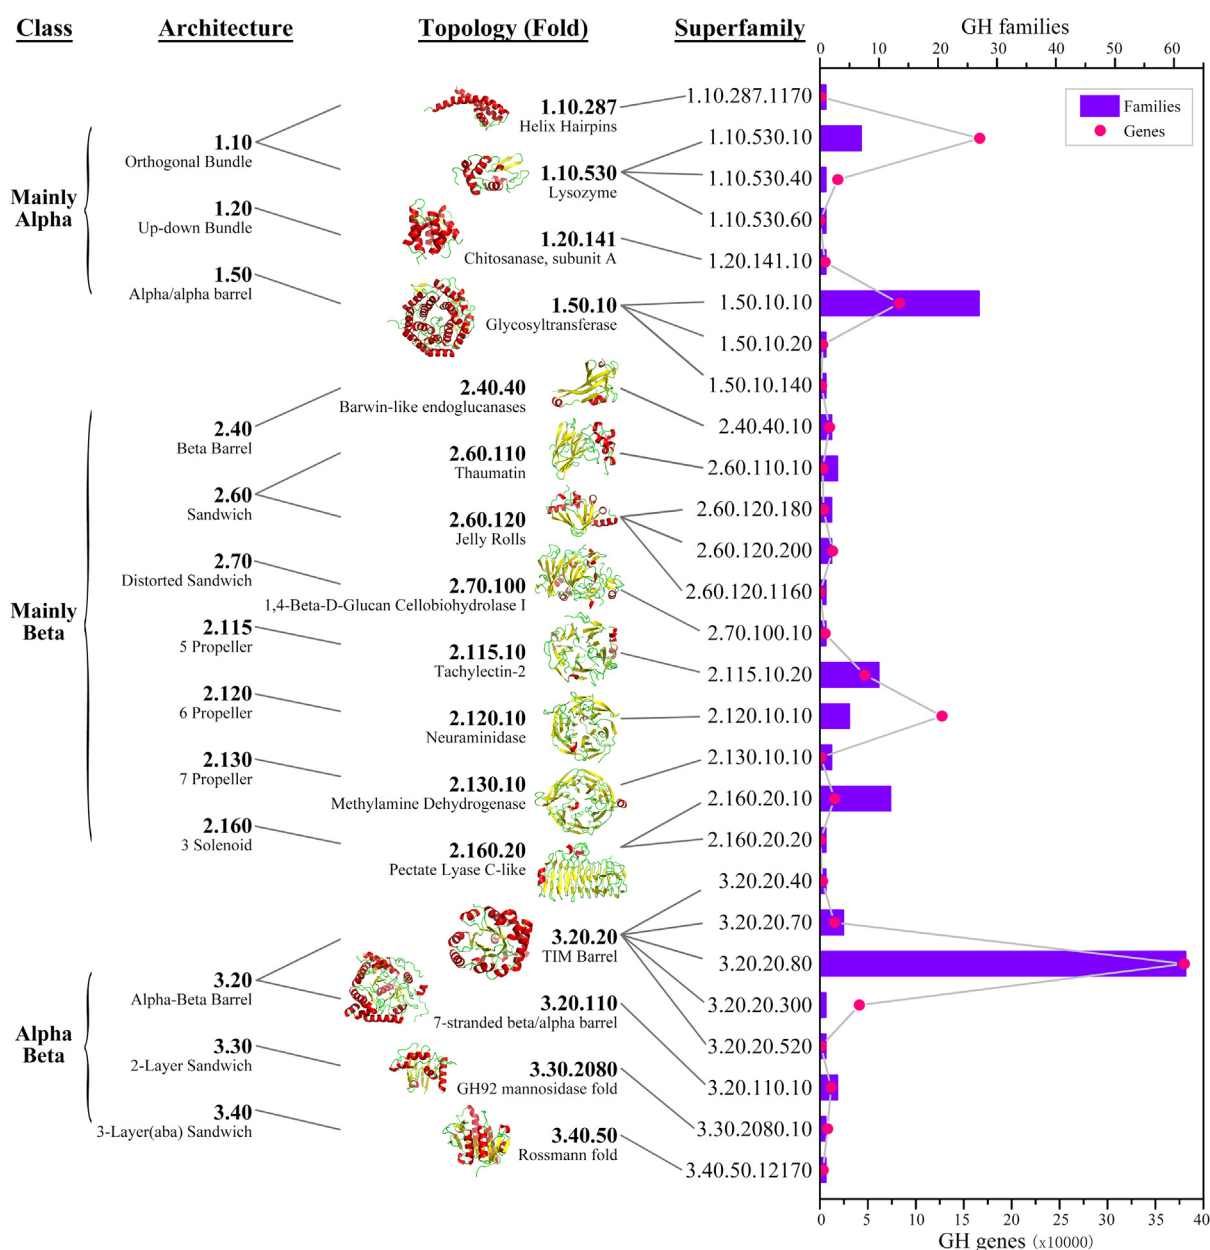 Class
Architecture
Topology (Fold)
Superfamily
GH families
0 10 20 30 40 50 60
Families
Genes
Mainly
Alpha
1.10
Orthogonal Bundle
1.20
Up-down Bundle
1.50
Alpha/alpha barrel
1.10.287
Helix Hairpins
1.10.530
Lysozyme
1.20.141
Chitosanase, subunit A
1.50.10
Glycosyltransferase
1.10.287.1170
1.10.530.10
1.10.530.40
1.10.530.60
1.20.141.10
1.50.10.10
1.50.10.20
1.50.10.140
Mainly
Beta
2.40
Beta Barrel
2.60
Sandwich
2.70
Distorted Sandwich
2.115
5 Propeller
2.120
6 Propeller
2.130
7 Propeller
2.160
3 Solenoid
2.40.40
Barwin-like endoglucanases
2.60.110
Thaumatin
2.60.120
Jelly Rolls
2.70.100
1,4-Beta-D-Glucan Cellobiohydrolase I
2.115.10
Tachylectin-2
2.120.10
Neuraminidase
2.130.10
Methylamine Dehydrogenase
2.160.20
Pectate Lyase C-like
2.40.40.10
2.60.110.10
2.60.120.180
2.60.120.200
2.60.120.1160
2.70.100.10
2.115.10.20
2.120.10.10
2.130.10.10
2.160.20.10
2.160.20.20
Alpha
Beta
3.20
Alpha-Beta Barrel
3.30
2-Layer Sandwich
3.40
3-Layer(aba) Sandwich
3.20.20
TIM Barrel
3.20.110
7-stranded beta/alpha barrel
3.30.2080
GH92 mannosidase fold
3.40.50
Rossmann fold
3.20.20.40
3.20.20.70
3.20.20.80
3.20.20.300
3.20.20.520
3.20.110.10
3.30.2080.10
3.40.50.12170
0 5 10 15 20 25 30 35 40
GH genes (x10000)